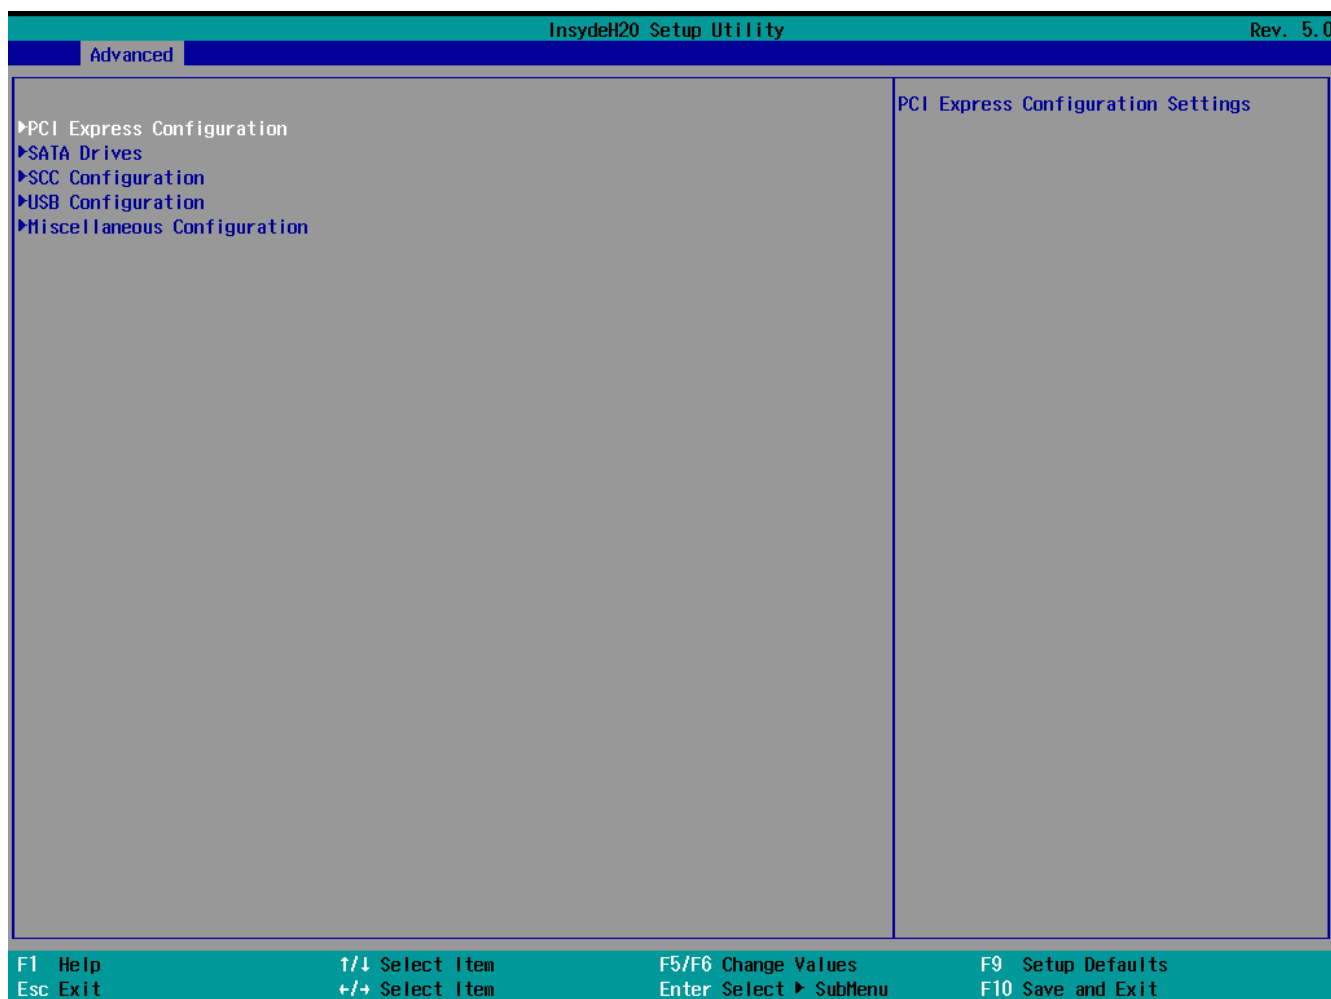 InsydeH20 Setup Utility Rev. 5.0
Advanced
PCI Express Configuration Settings
▶PCI Express Configuration
▶SATA Drives
▶SCC Configuration
▶USB Configuration
▶Miscellaneous Configuration
F1 Help ↑/↓ Select Item F5/F6 Change Values F9 Setup Defaults
Esc Exit ←/→ Select Item Enter Select ▶ SubMenu F10 Save and Exit